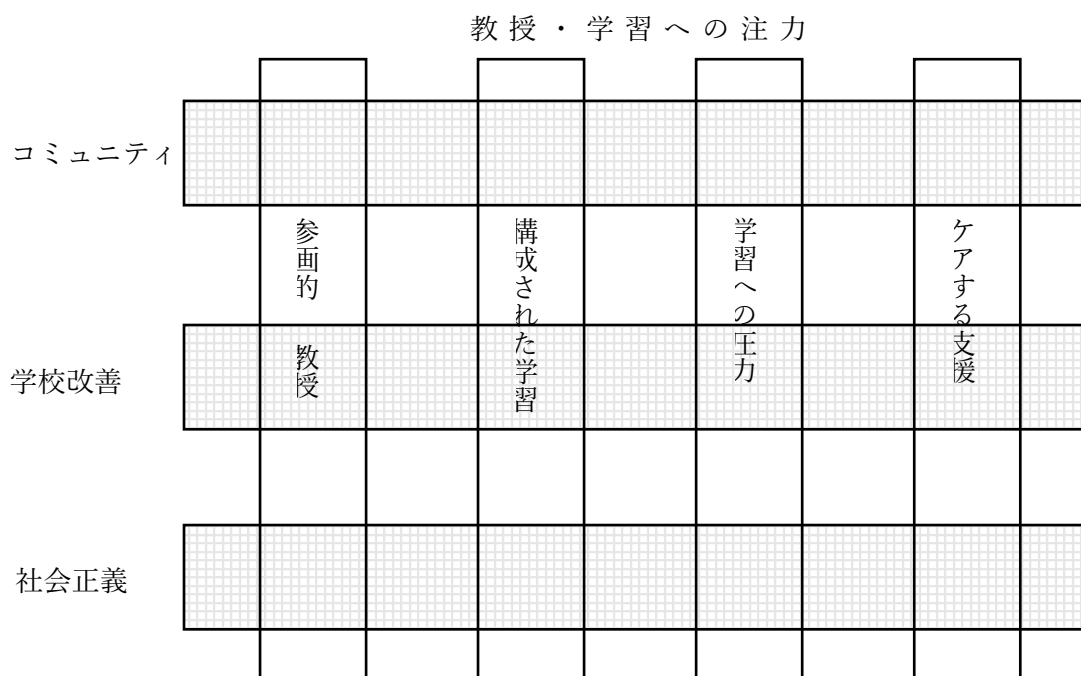 教授・学習への注力
コミュニティ
参画的 教授
構成された学習
学習への圧力
ケアする支援
学校改善
社会正義